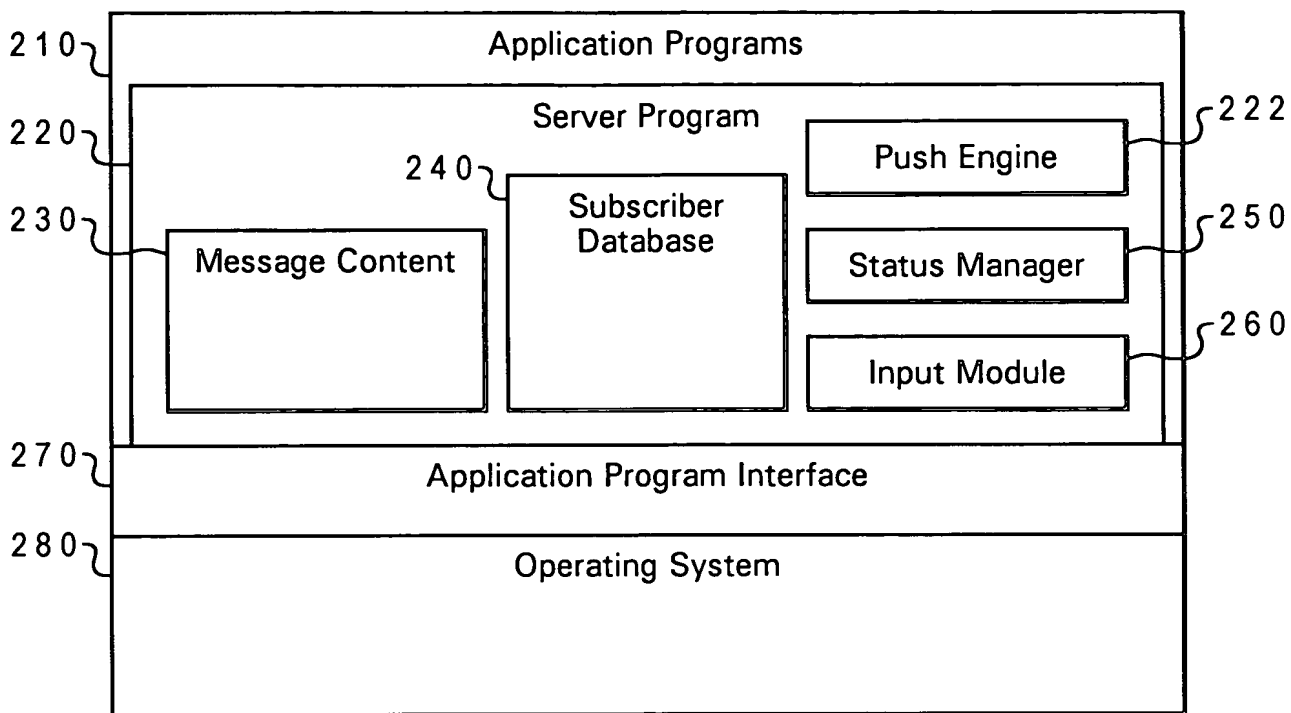 210
Application Programs
220
Server Program
222
Push Engine
240
Subscriber
Database
230
Message Content
250
Status Manager
260
Input Module
270
Application Program Interface
280
Operating System